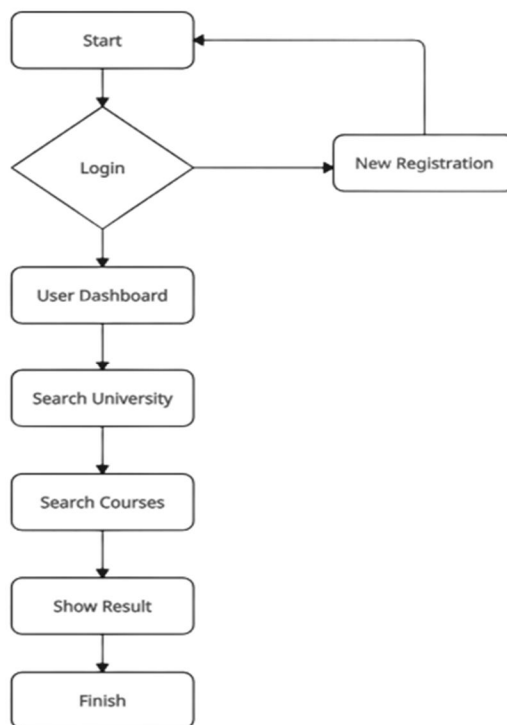 Start
Login
New Registration
User Dashboard
Search University
Search Courses
Show Result
Finish